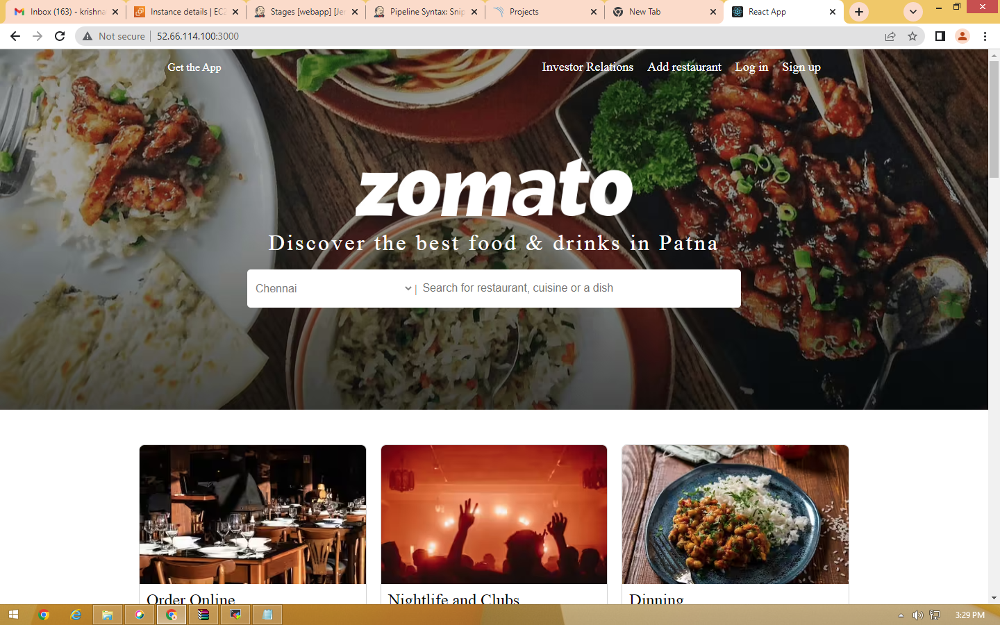 Inbox (163) - krishna
Instance details | EC2
Stages [webapp] [Jen
Pipeline Syntax: Snip
Projects
New Tab
React App
Not secure
52.66.114.100:3000
Get the App
Investor Relations
Add restaurant
Log in
Sign up
zomato
Discover the best food & drinks in Patna
Chennai
| Search for restaurant, cuisine or a dish
Order Online
Nightlife and Clubs
Dinning
3:29 PM